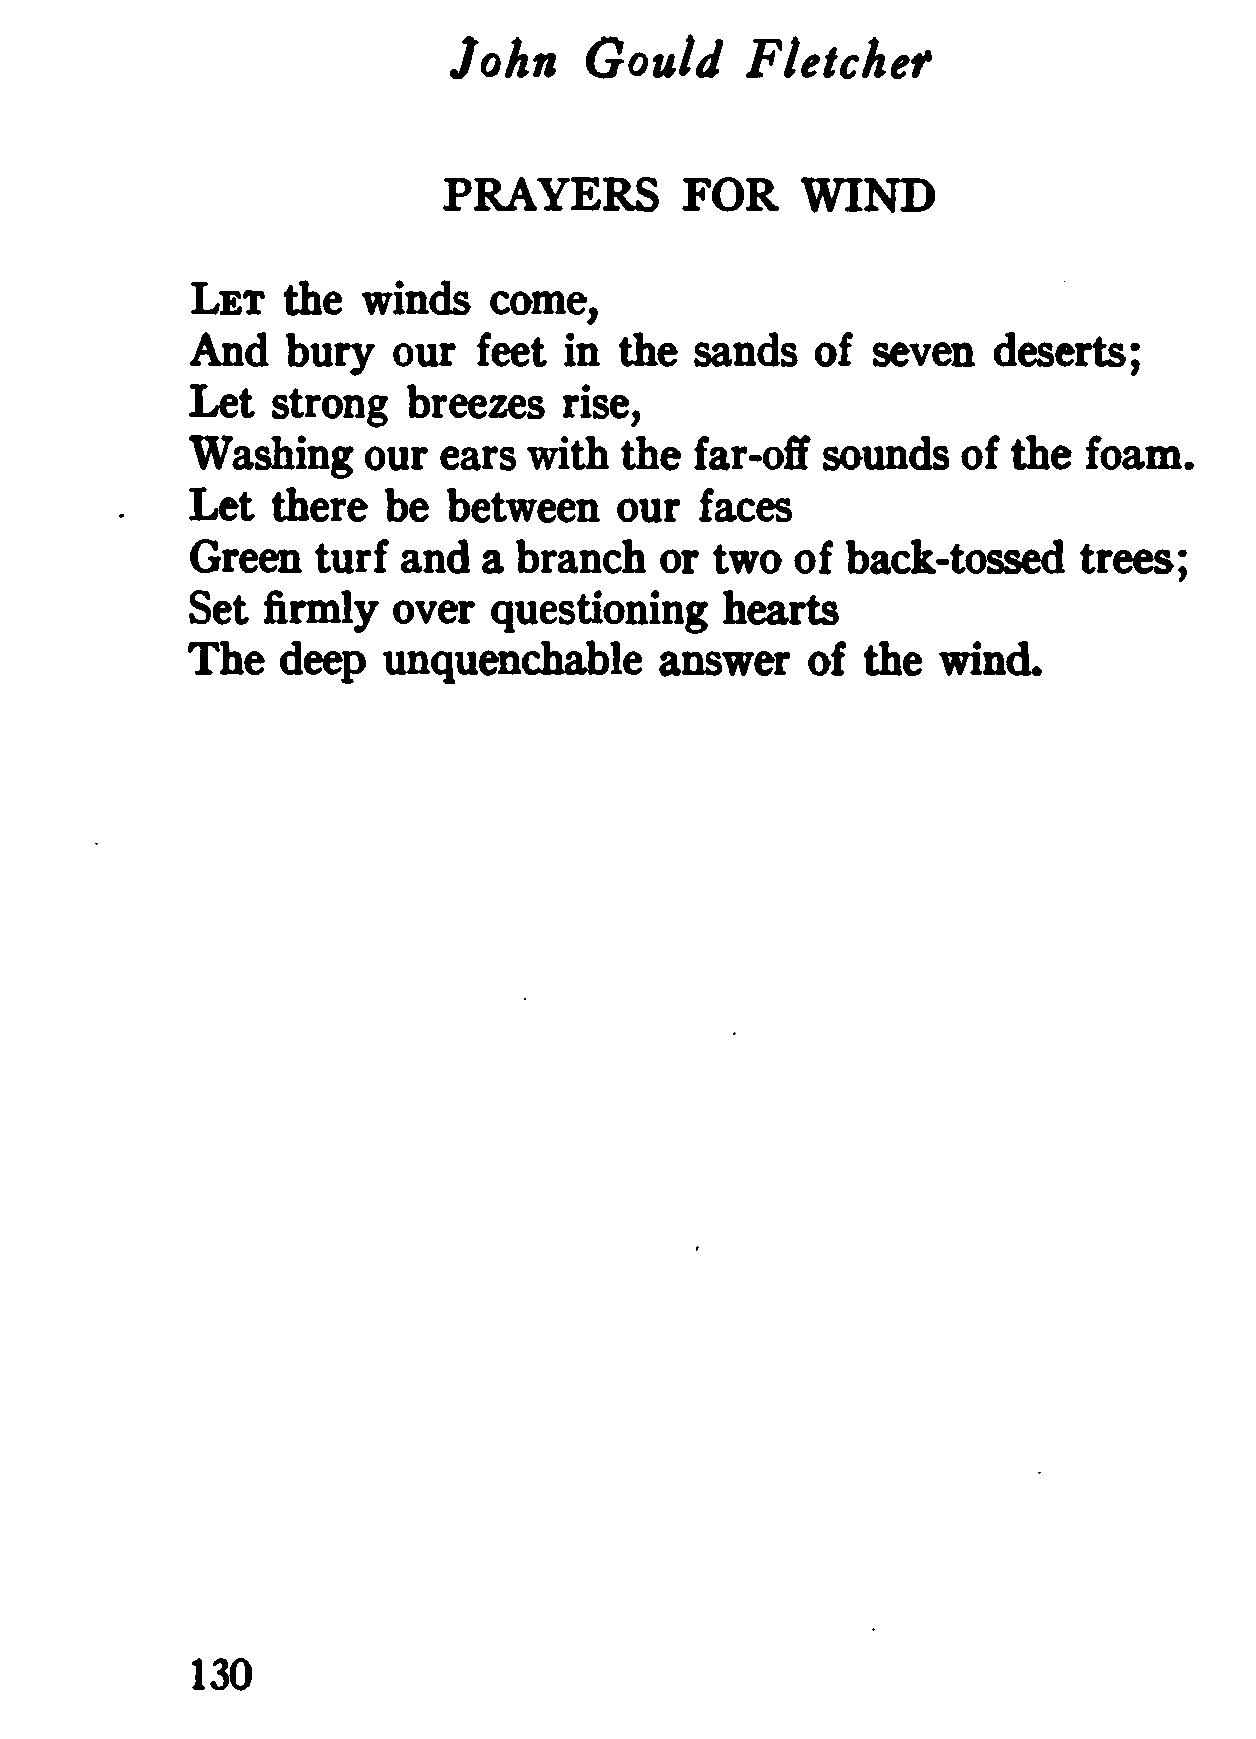 John Gould Fletcher
PRAYERS FOR WIND
LET the winds come,
And bury our feet in the sands of seven deserts;
Let strong breezes rise,
Washing our ears with the far-off sounds of the foam.
Let there be between our faces
Green turf and a branch or two of back-tossed trees;
Set firmly over questioning hearts
The deep unquenchable answer of the wind.
130